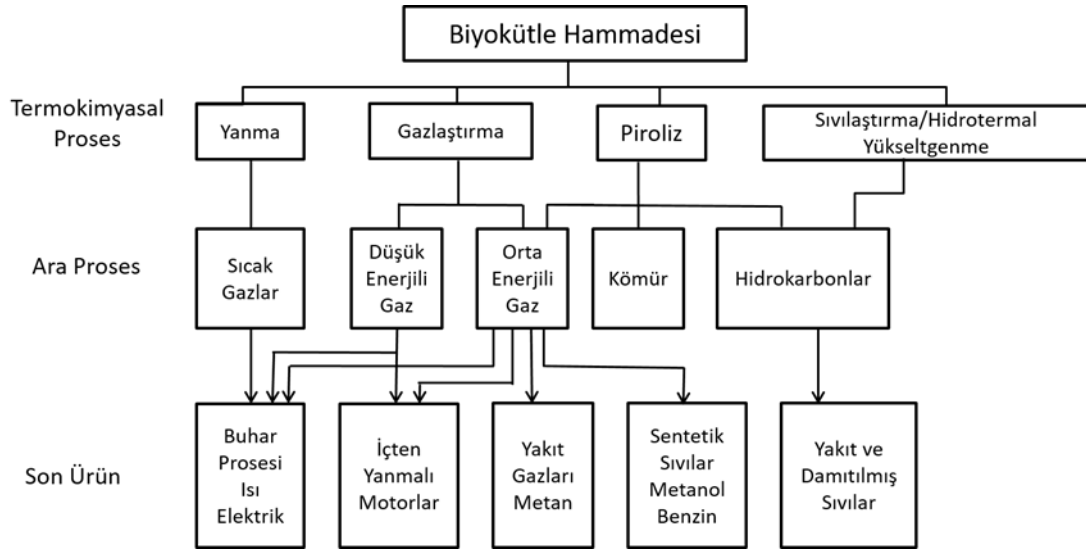 Biyokütle Hammadesi
Termokimyasal
Proses
Yanma
Gazlaştırma
Piroliz
Sıvılaştırma/Hidrotermal
Yükseltgenme
Ara Proses
Sıcak
Gazlar
Düşük
Enerjili
Gaz
Orta
Enerjili
Gaz
Kömür
Hidrokarbonlar
Son Ürün
Buhar
Prosesi
Isı
Elektrik
İçten
Yanmalı
Motorlar
Yakıt
Gazları
Metan
Sentetik
Sıvılar
Metanol
Benzin
Yakıt ve
Damıtılmış
Sıvılar